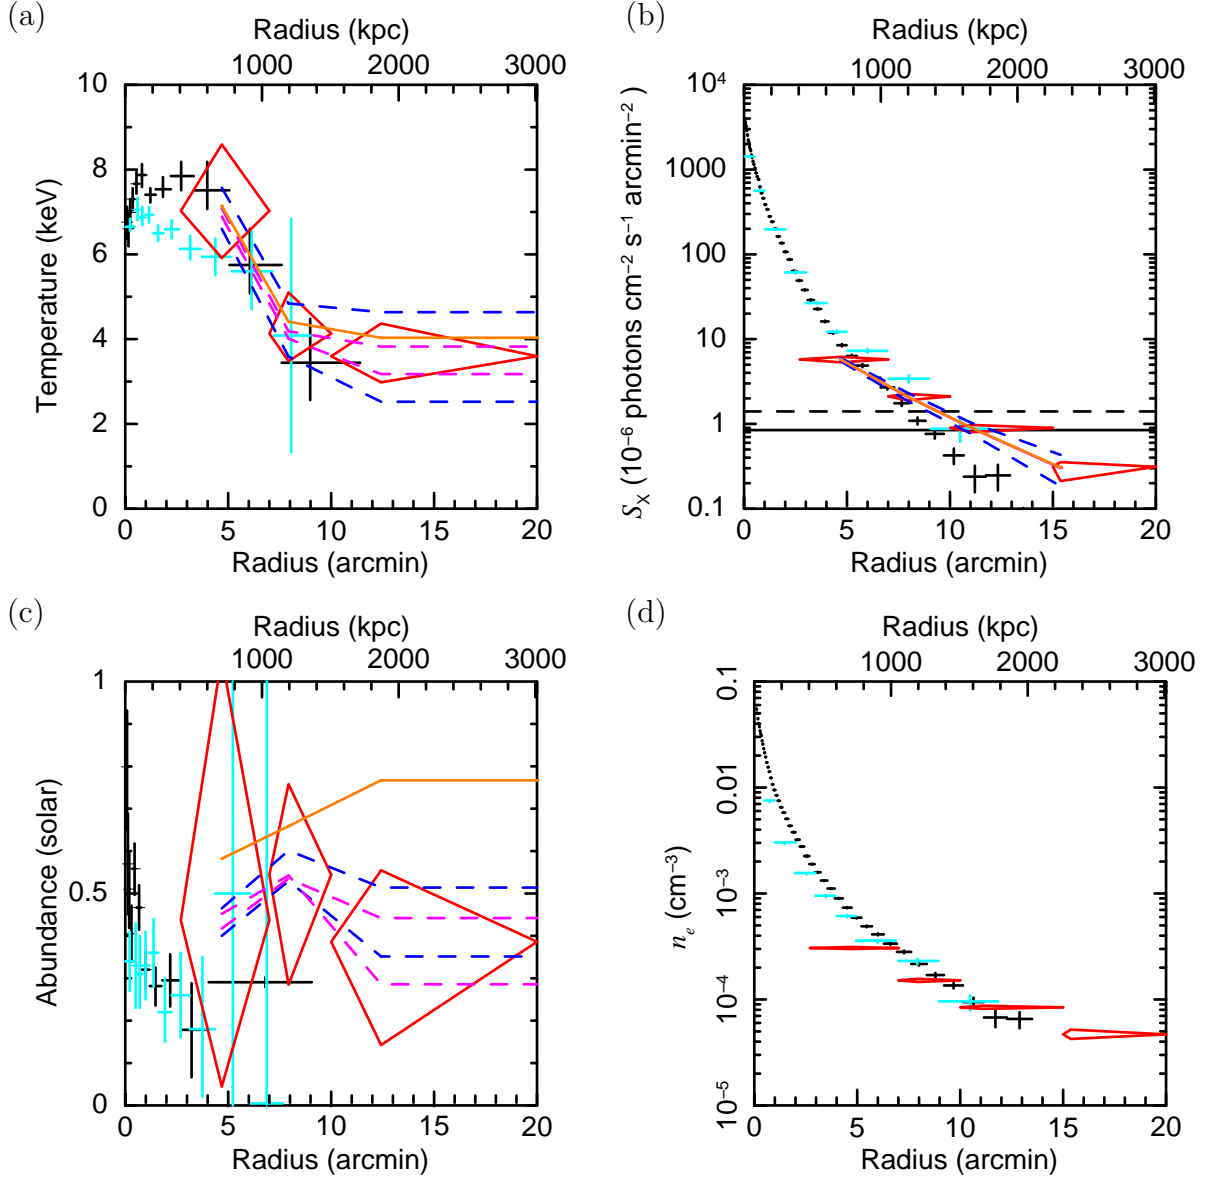 (a)
Radius (kpc)
1000 2000 3000
10
8
6
4
2
0
Temperature (keV)
0 5 10 15 20
Radius (arcmin)
(b)
Radius (kpc)
1000 2000 3000
10⁴
1000
100
10
1
0.1
S_X (10⁻⁶ photons cm⁻² s⁻¹ arcmin⁻²)
0 5 10 15 20
Radius (arcmin)
(c)
Radius (kpc)
1000 2000 3000
1
0.5
0
Abundance (solar)
0 5 10 15 20
Radius (arcmin)
(d)
Radius (kpc)
1000 2000 3000
0.1
0.01
10⁻³
10⁻⁴
10⁻⁵
n_e (cm⁻³)
0 5 10 15 20
Radius (arcmin)